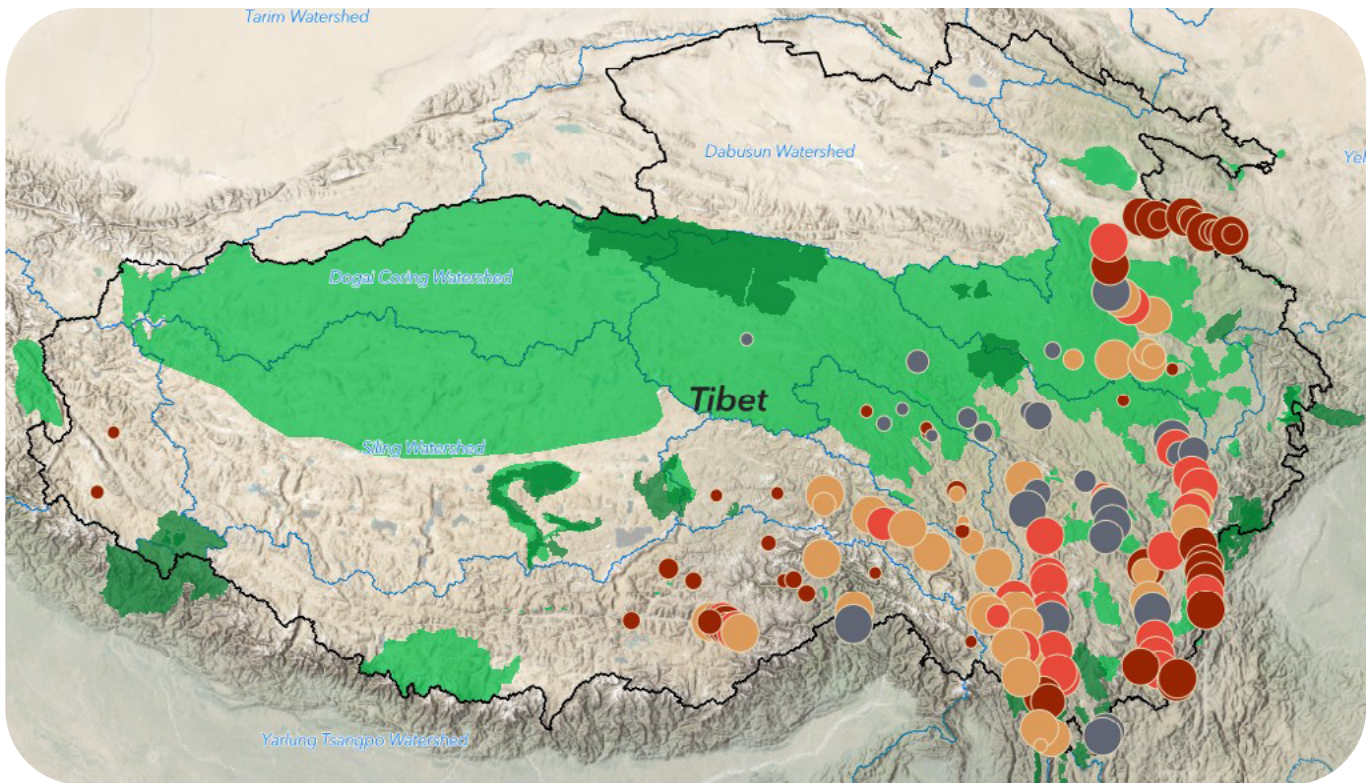 Tarim Watershed
Dabusun Watershed
Dogai Coring Watershed
Tibet
Siling Watershed
Yarlung Tsangpo Watershed